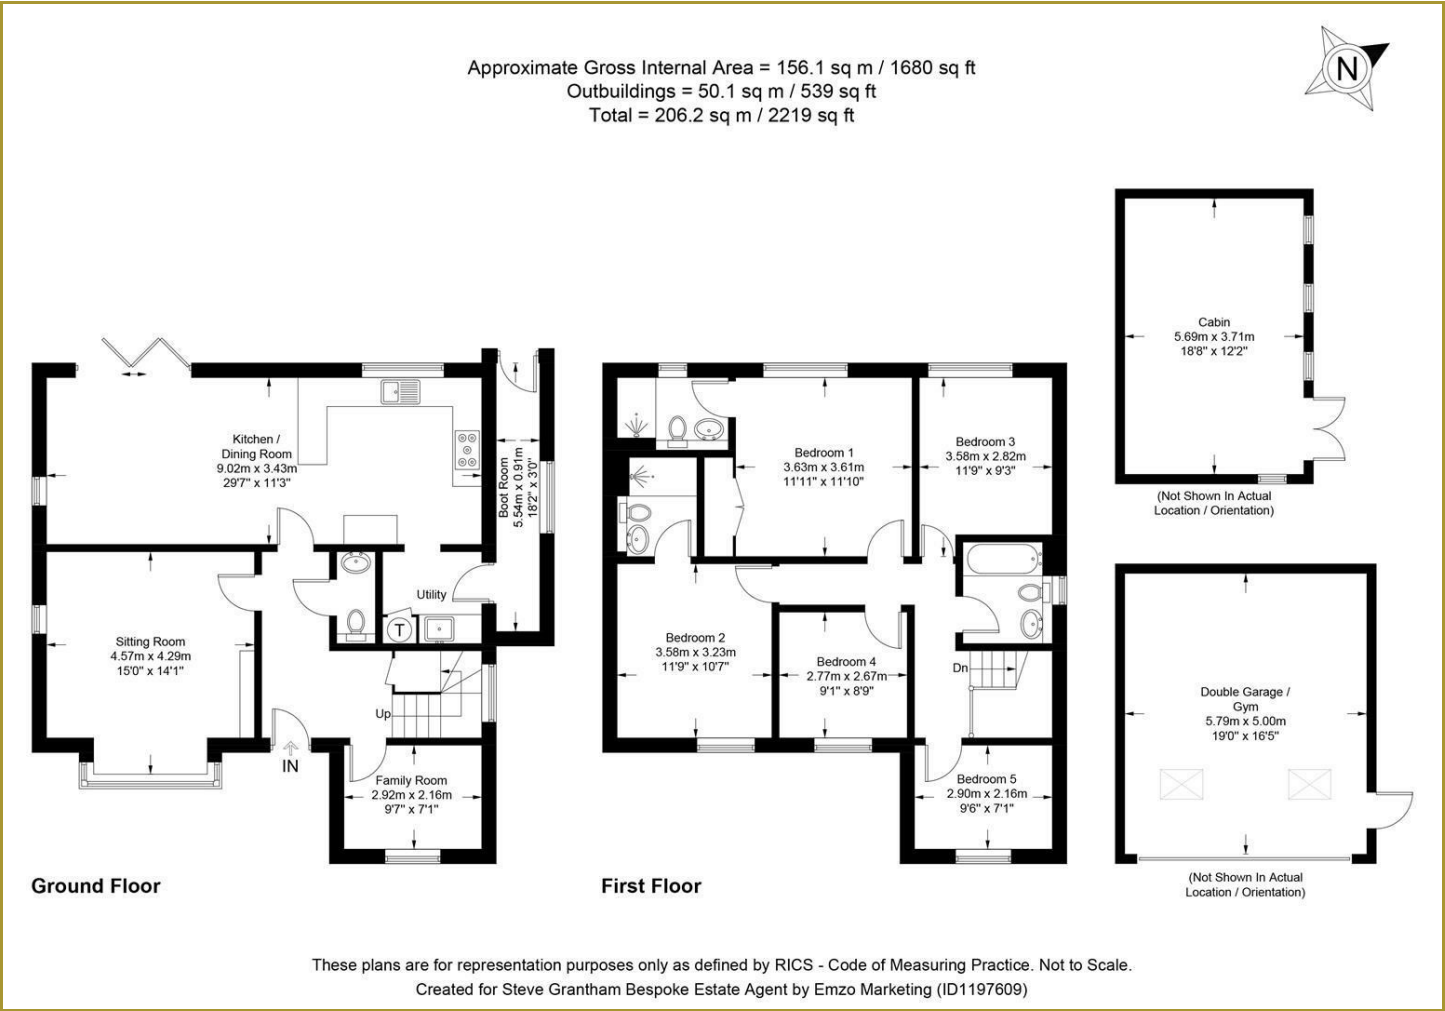 Approximate Gross Internal Area = 156.1 sq m / 1680 sq ft
Outbuildings = 50.1 sq m / 539 sq ft
Total = 206.2 sq m / 2219 sq ft
N
Kitchen /
Dining Room
9.02m x 3.43m
29'7" x 11'3"
Boot Room
5.54m x 0.91m
18'2" x 3'0"
Utility
T
Sitting Room
4.57m x 4.29m
15'0" x 14'1"
Up
IN
Family Room
2.92m x 2.16m
9'7" x 7'1"
Ground Floor
Bedroom 1
3.63m x 3.61m
11'11" x 11'10"
Bedroom 3
3.58m x 2.82m
11'9" x 9'3"
Bedroom 2
3.58m x 3.23m
11'9" x 10'7"
Bedroom 4
2.77m x 2.67m
9'1" x 8'9"
Dn
Bedroom 5
2.90m x 2.16m
9'6" x 7'1"
First Floor
Cabin
5.69m x 3.71m
18'8" x 12'2"
(Not Shown In Actual
Location / Orientation)
Double Garage /
Gym
5.79m x 5.00m
19'0" x 16'5"
(Not Shown In Actual
Location / Orientation)
These plans are for representation purposes only as defined by RICS - Code of Measuring Practice. Not to Scale.
Created for Steve Grantham Bespoke Estate Agent by Emzo Marketing (ID1197609)